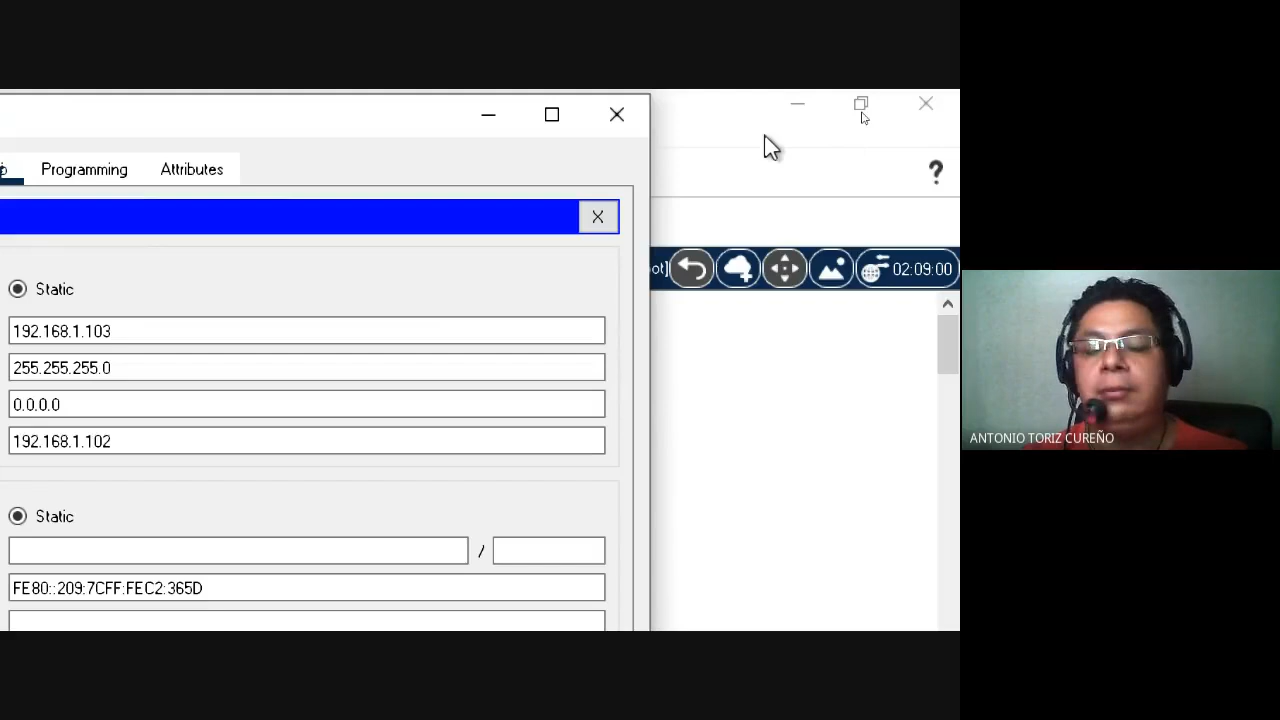 Programming Attributes
X
?
ot]
02:09:00
Static
192.168.1.103
255.255.255.0
0.0.0.0
192.168.1.102
Static
/
FE80::209:7CFF:FEC2:365D
ANTONIO TORIZ CUREÑO